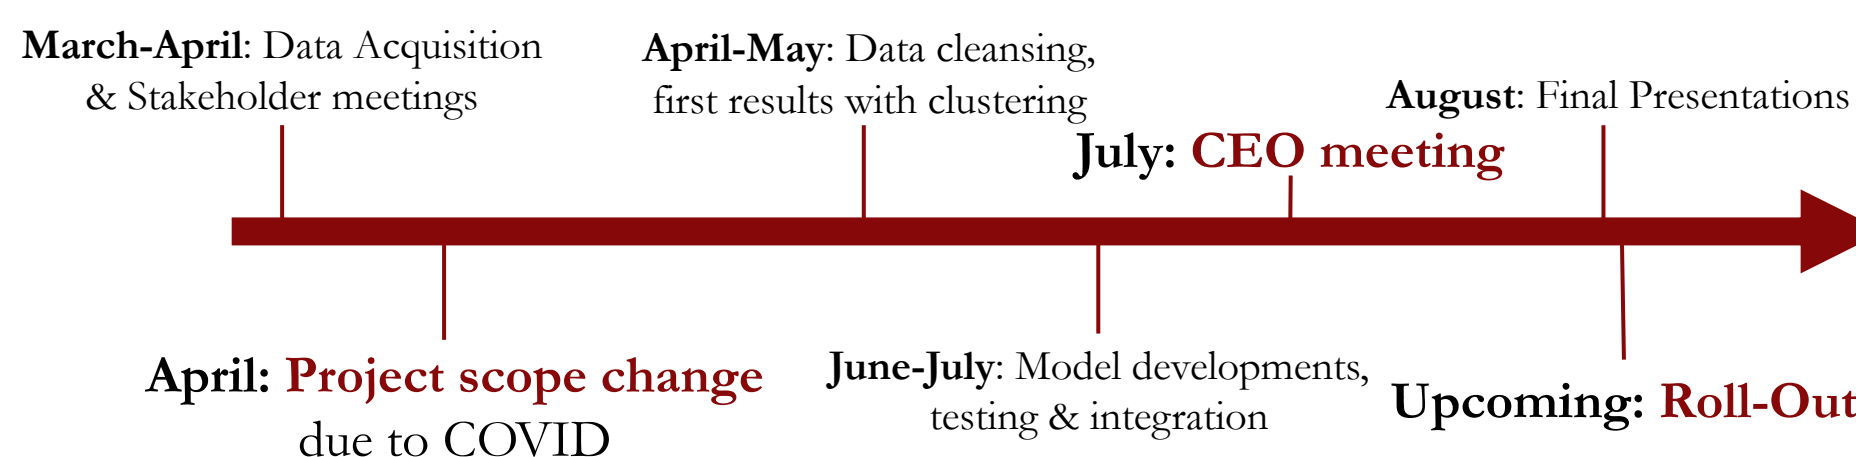 March-April: Data Acquisition
& Stakeholder meetings
April-May: Data cleansing,
first results with clustering
August: Final Presentations
July: CEO meeting
April: Project scope change
due to COVID
June-July: Model developments,
testing & integration
Upcoming: Roll-Out